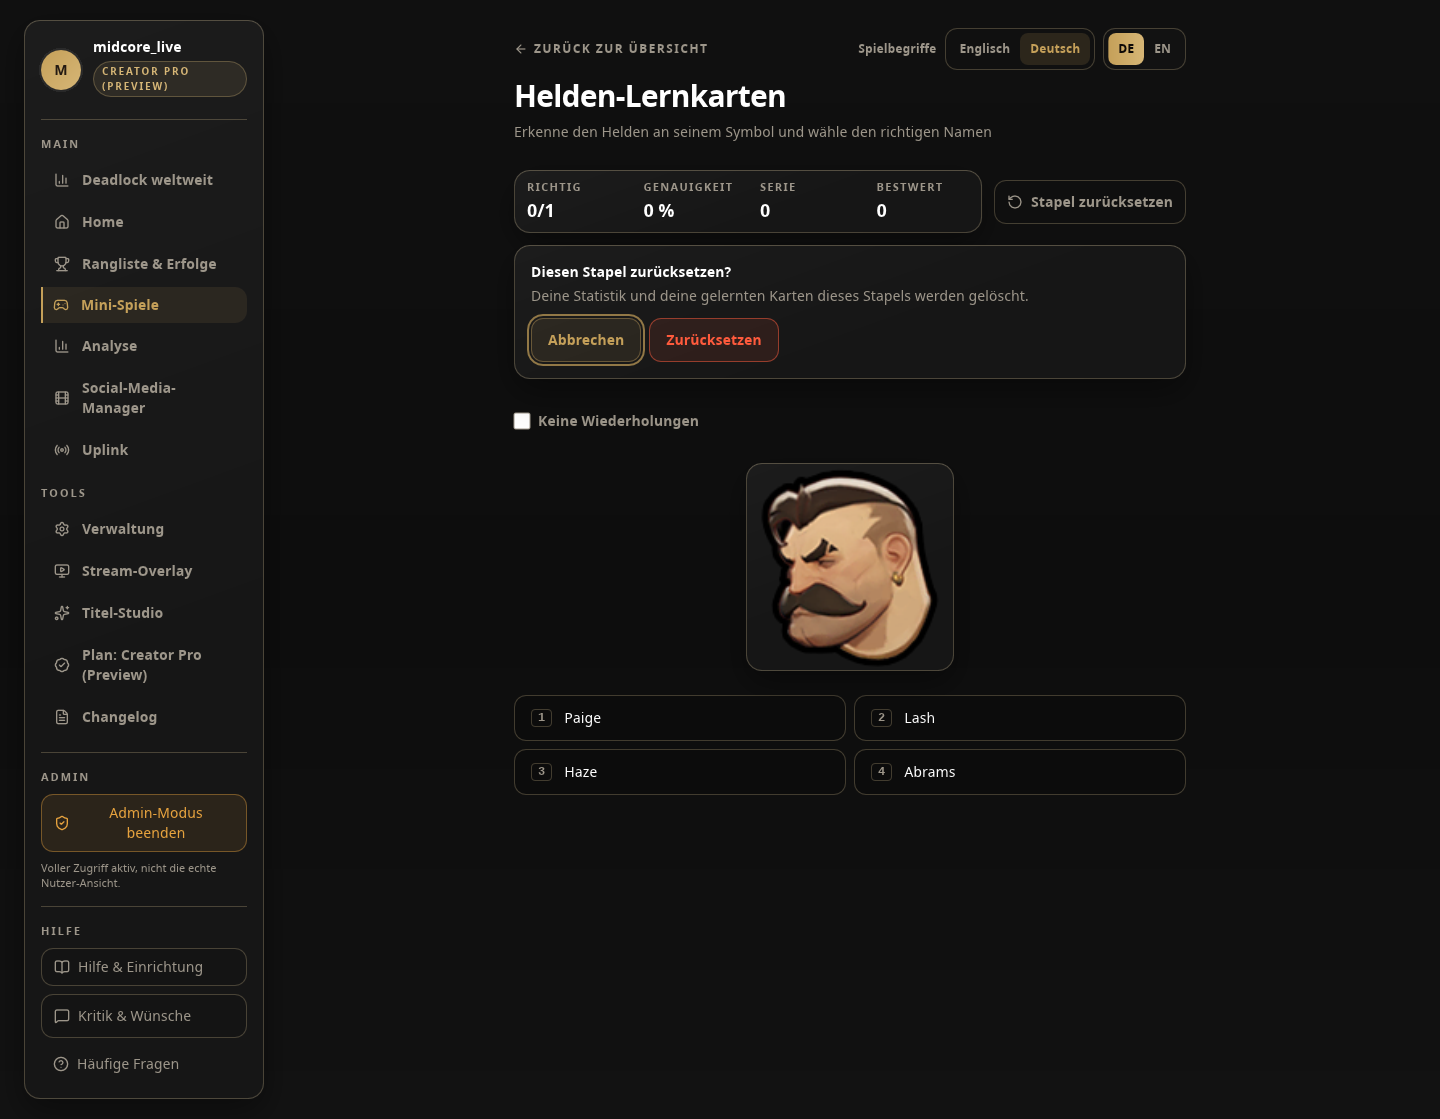 M
midcore_live
CREATOR PRO
(PREVIEW)
MAIN
Deadlock weltweit
Home
Rangliste & Erfolge
Mini-Spiele
Analyse
Social-Media-
Manager
Uplink
TOOLS
Verwaltung
Stream-Overlay
Titel-Studio
Plan: Creator Pro
(Preview)
Changelog
ADMIN
Admin-Modus
beenden
Voller Zugriff aktiv, nicht die echte
Nutzer-Ansicht.
HILFE
Hilfe & Einrichtung
Kritik & Wünsche
Häufige Fragen
← ZURÜCK ZUR ÜBERSICHT
Spielbegriffe Englisch Deutsch DE EN
Helden-Lernkarten
Erkenne den Helden an seinem Symbol und wähle den richtigen Namen
RICHTIG GENAUIGKEIT SERIE BESTWERT
0/1 0 % 0 0
Stapel zurücksetzen
Diesen Stapel zurücksetzen?
Deine Statistik und deine gelernten Karten dieses Stapels werden gelöscht.
Abbrechen Zurücksetzen
Keine Wiederholungen
1 Paige
2 Lash
3 Haze
4 Abrams